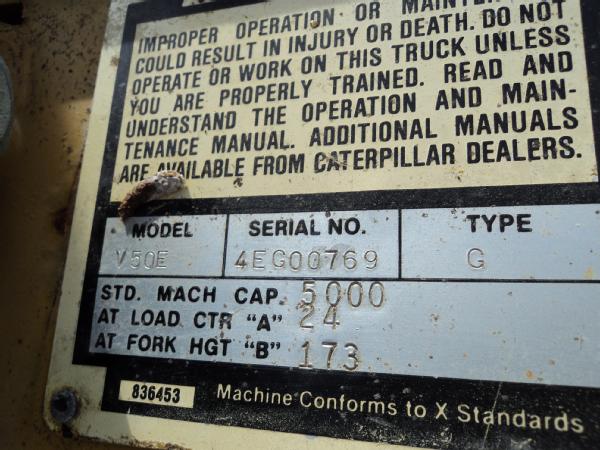 IMPROPER OPERATION OR
COULD RESULT IN INJURY OR DEATH. DO NOT
OPERATE OR WORK ON THIS TRUCK UNLESS
YOU ARE PROPERLY TRAINED. READ AND
UNDERSTAND THE OPERATION AND MAIN-
TENANCE MANUAL. ADDITIONAL MANUALS
ARE AVAILABLE FROM CATERPILLAR DEALERS.
MODEL SERIAL NO. TYPE
V50E 4EG00769 G
STD. MACH CAP. 5000
AT LOAD CTR "A" 24
AT FORK HGT "B" 173
836453 Machine Conforms to X Standards